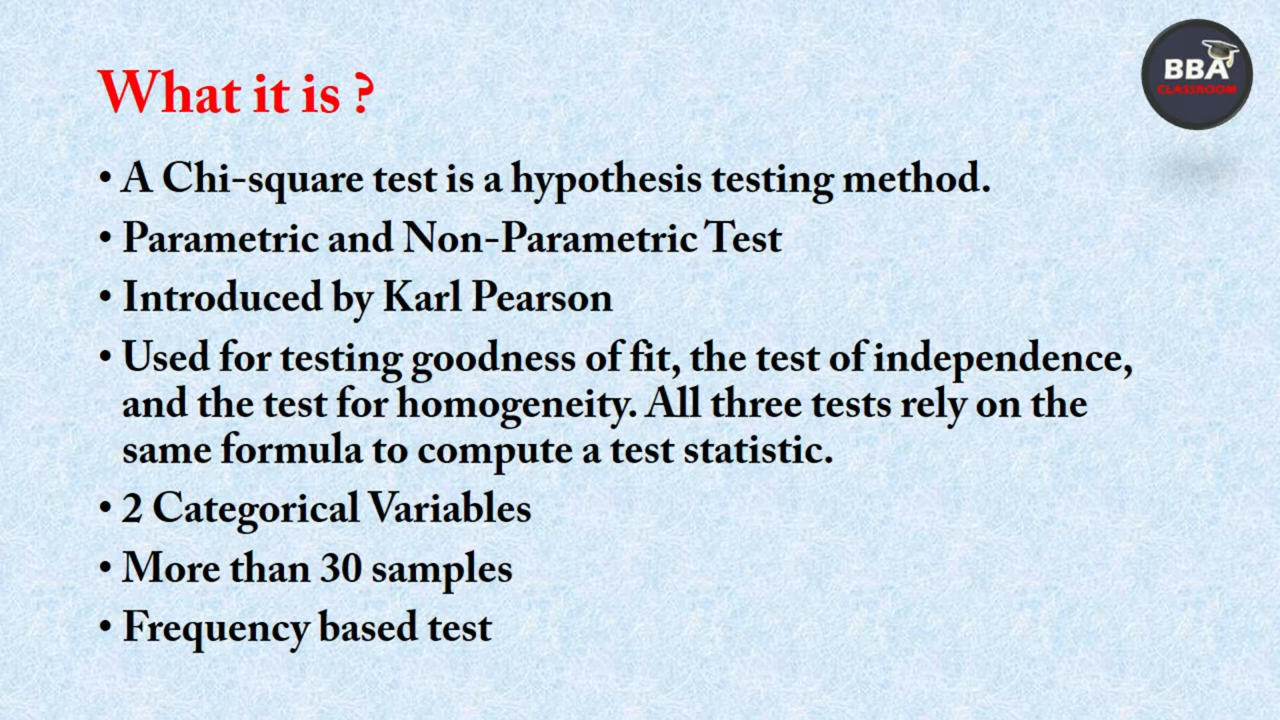 BBA
CLASSROOM
What it is ?
• A Chi-square test is a hypothesis testing method.
• Parametric and Non-Parametric Test
• Introduced by Karl Pearson
• Used for testing goodness of fit, the test of independence,
and the test for homogeneity. All three tests rely on the
same formula to compute a test statistic.
• 2 Categorical Variables
• More than 30 samples
• Frequency based test